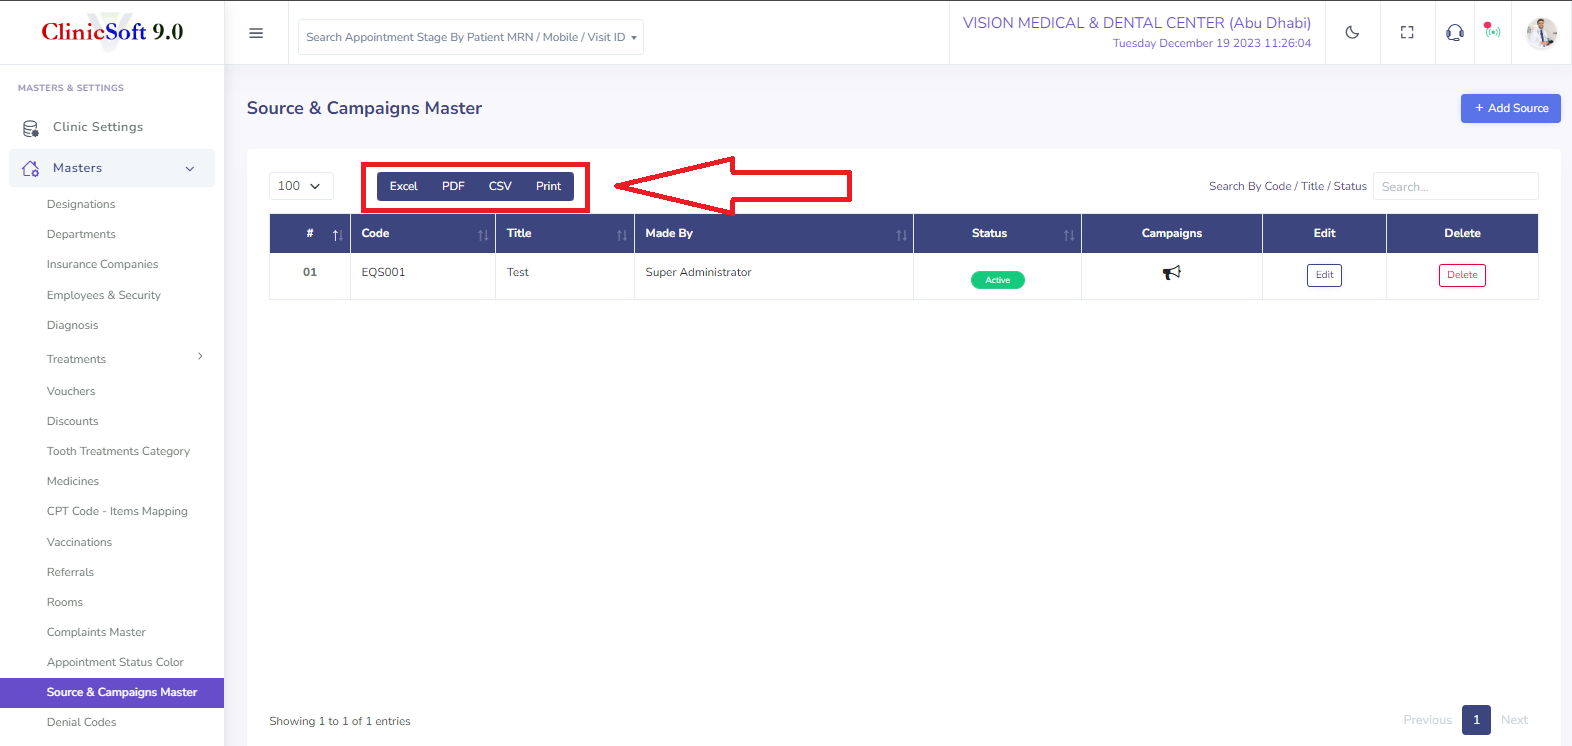 ClinicSoft 9.0
Search Appointment Stage By Patient MRN / Mobile / Visit ID
VISION MEDICAL & DENTAL CENTER (Abu Dhabi)
Tuesday December 19 2023 11:26:04
MASTERS & SETTINGS
Clinic Settings
Masters
Designations
Departments
Insurance Companies
Employees & Security
Diagnosis
Treatments
Vouchers
Discounts
Tooth Treatments Category
Medicines
CPT Code - Items Mapping
Vaccinations
Referrals
Rooms
Complaints Master
Appointment Status Color
Source & Campaigns Master
Denial Codes
Source & Campaigns Master
+ Add Source
100 Excel PDF CSV Print
Search By Code / Title / Status Search...
# Code Title Made By Status Campaigns Edit Delete
01 EQS001 Test Super Administrator Active Edit Delete
Showing 1 to 1 of 1 entries
Previous 1 Next